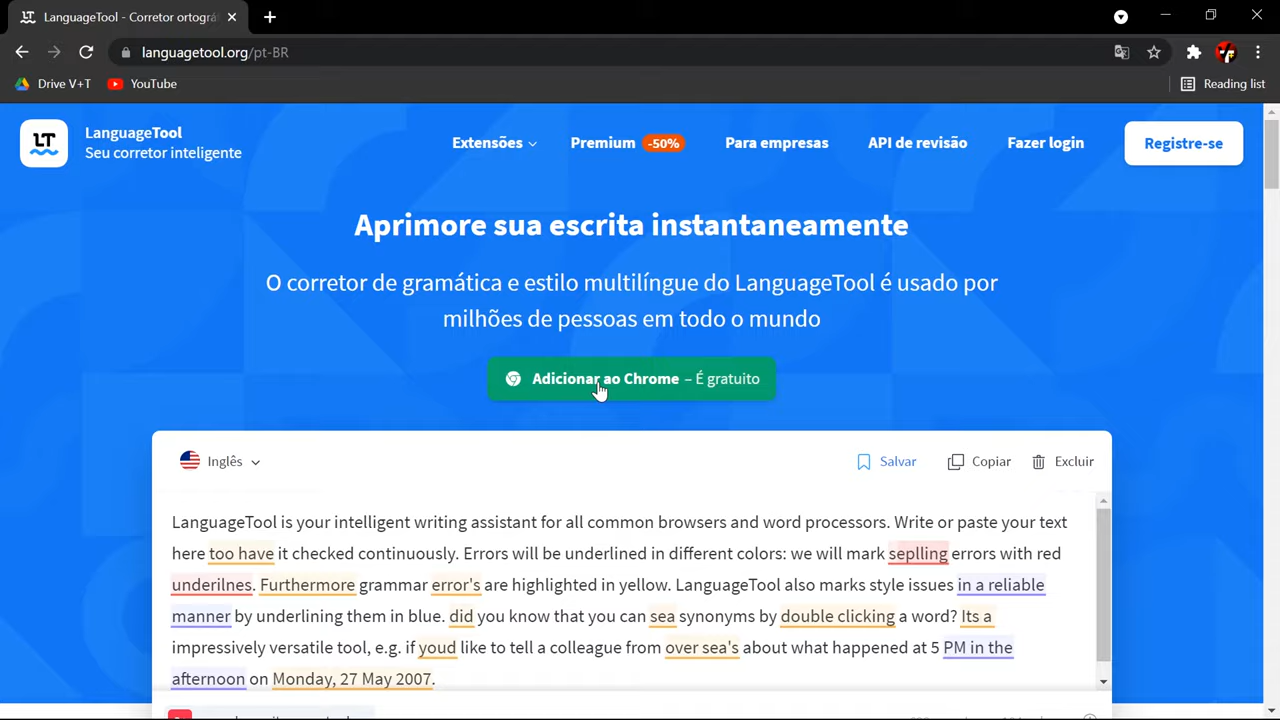 LanguageTool - Corretor ortográ
languagetool.org/pt-BR
Drive V+T YouTube Reading list
LT
LanguageTool
Seu corretor inteligente
Extensões Premium -50% Para empresas API de revisão Fazer login Registre-se
Aprimore sua escrita instantaneamente
O corretor de gramática e estilo multilíngue do LanguageTool é usado por
milhões de pessoas em todo o mundo
Adicionar ao Chrome – É gratuito
Inglês Salvar Copiar Excluir
LanguageTool is your intelligent writing assistant for all common browsers and word processors. Write or paste your text
here too have it checked continuously. Errors will be underlined in different colors: we will mark seplling errors with red
underilnes. Furthermore grammar error's are highlighted in yellow. LanguageTool also marks style issues in a reliable
manner by underlining them in blue. did you know that you can sea synonyms by double clicking a word? Its a
impressively versatile tool, e.g. if youd like to tell a colleague from over sea's about what happened at 5 PM in the
afternoon on Monday, 27 May 2007.